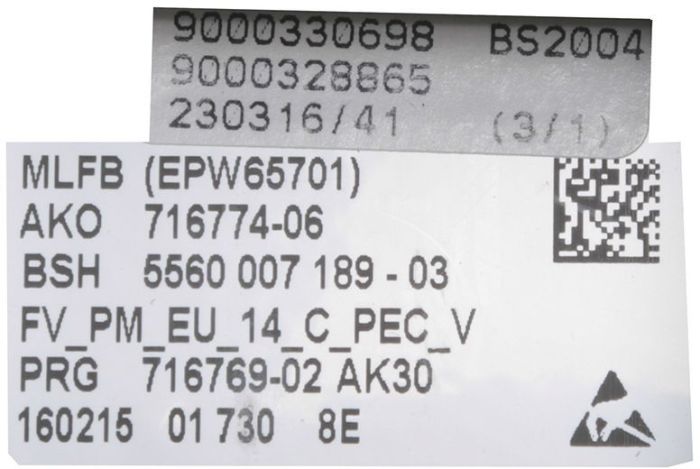 9000330698 BS2004
9000328865
230316/41 (3/1)
MLFB (EPW65701)
AKO 716774-06
BSH 5560 007 189 - 03
FV_PM_EU_14_C_PEC_V
PRG 716769-02 AK30
160215 01 730 8E